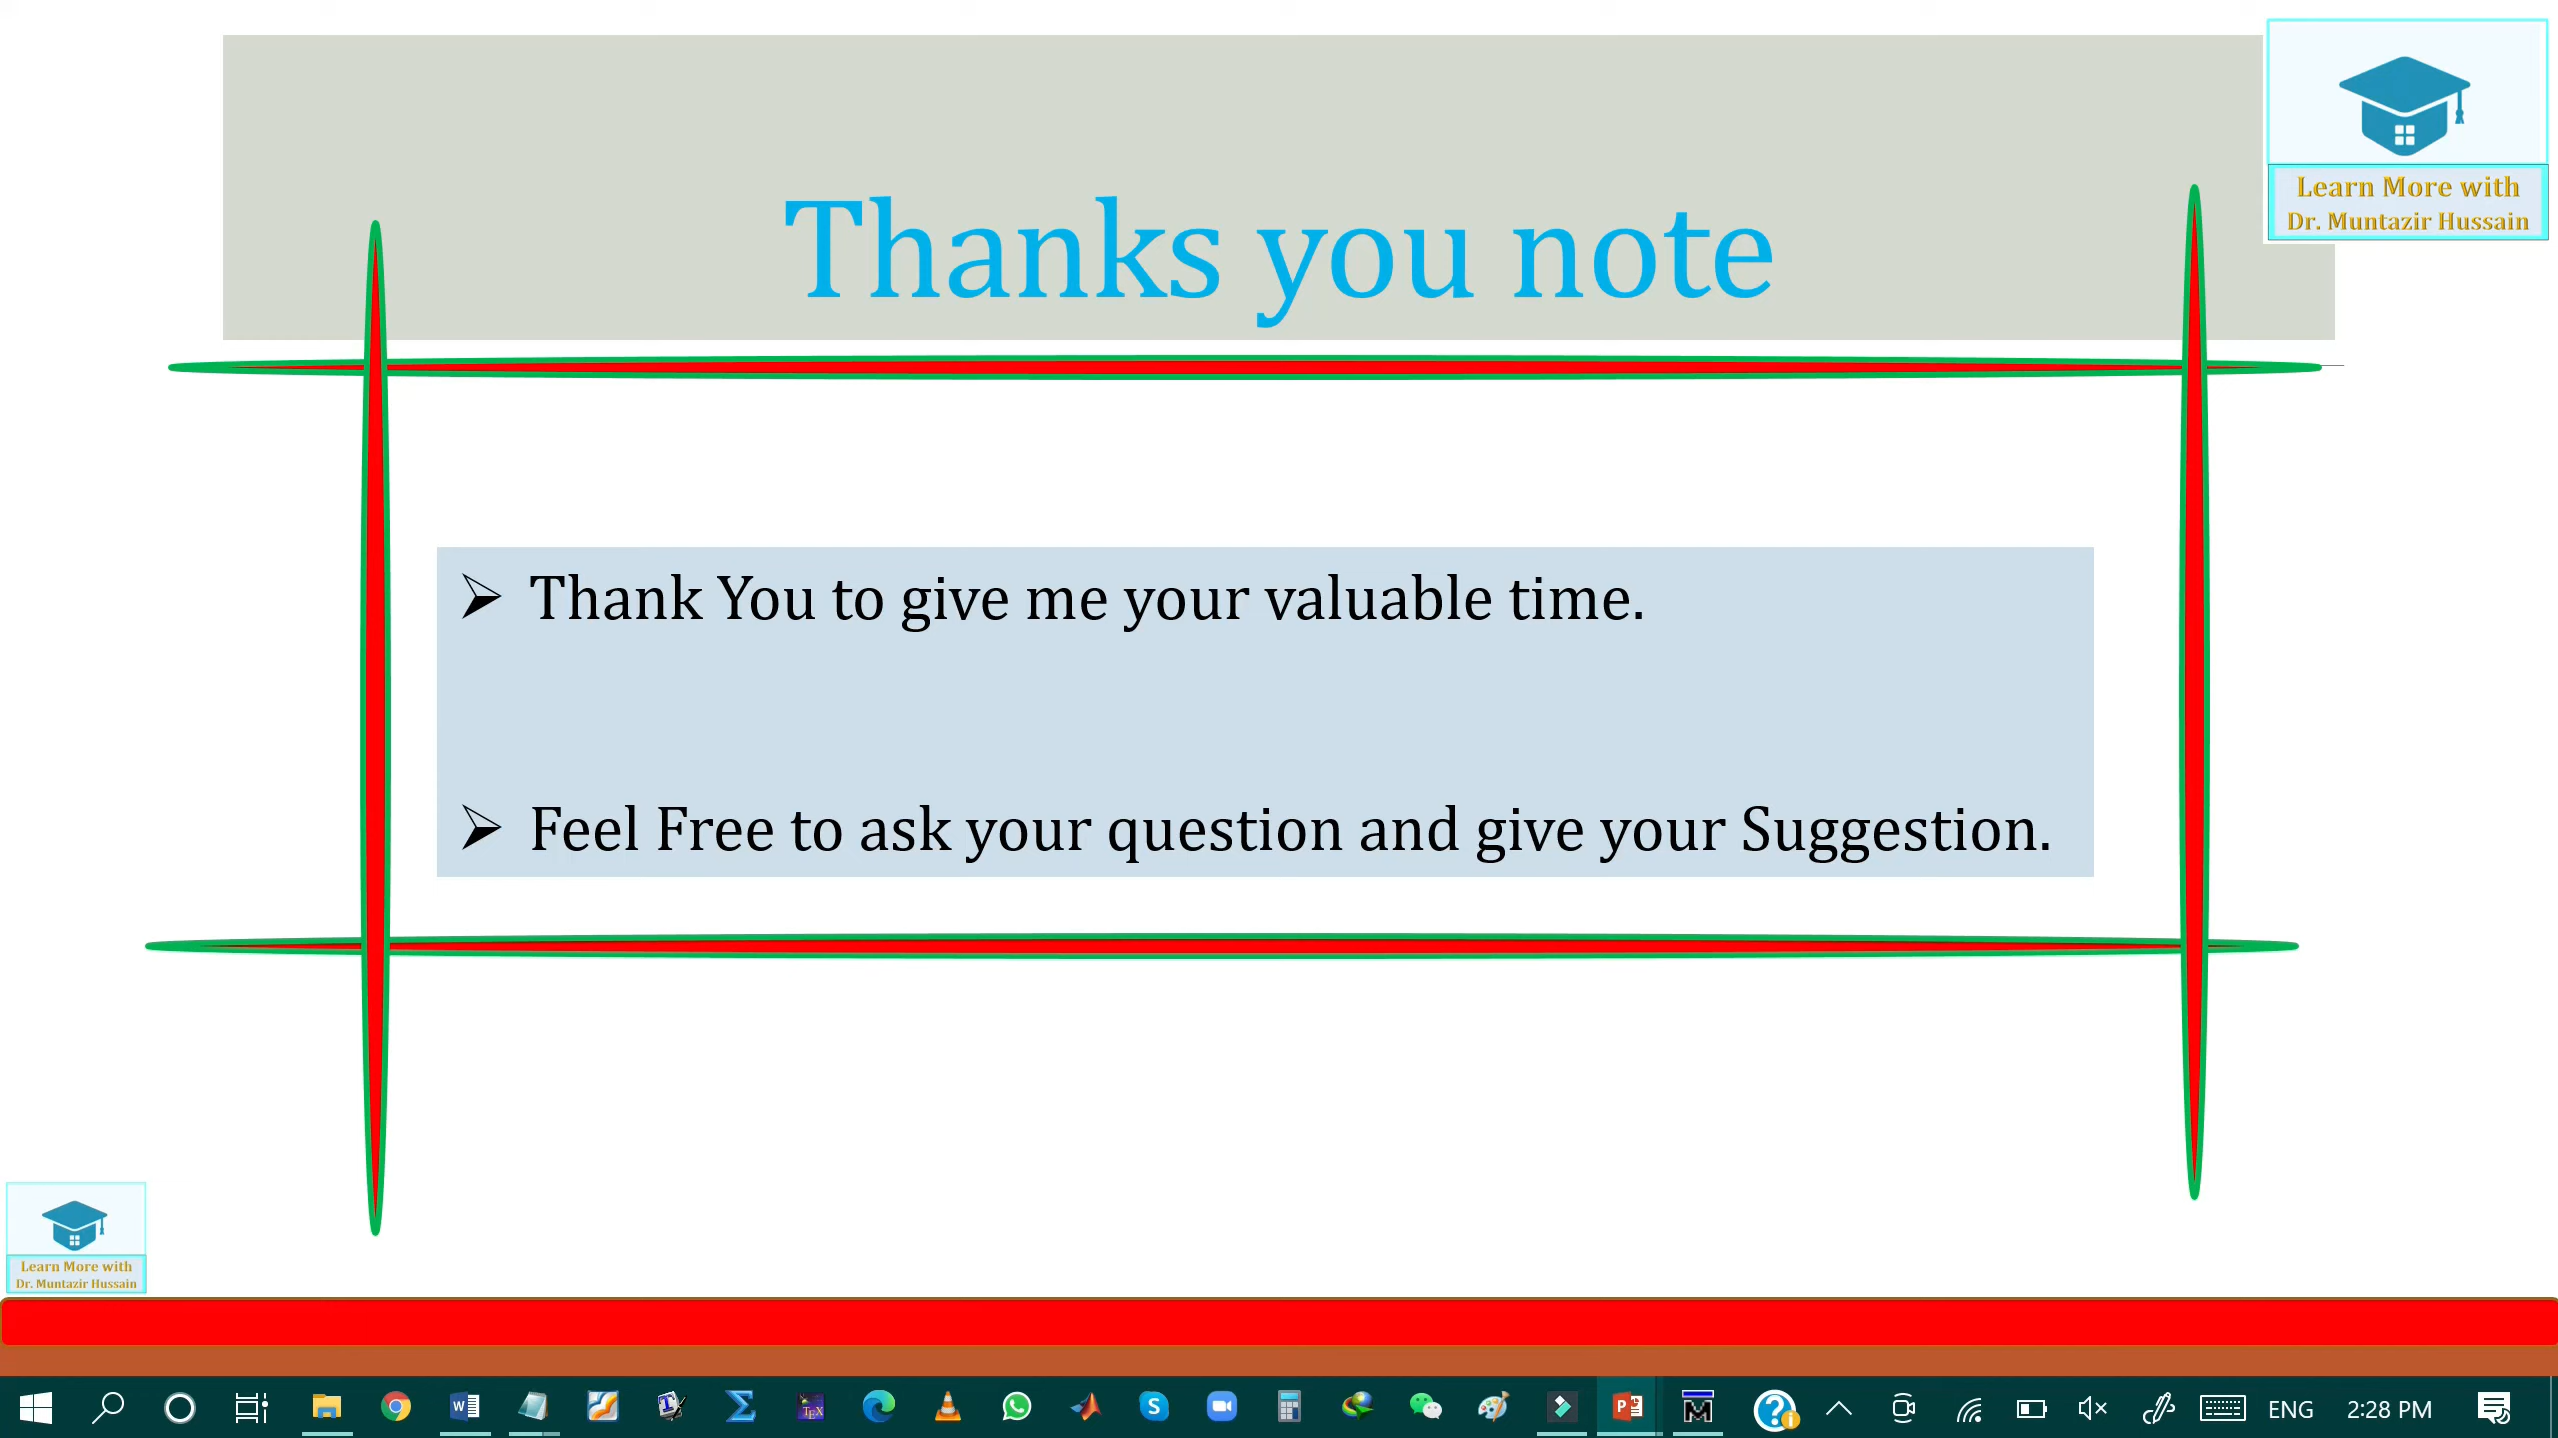 Learn More with
Dr. Muntazir Hussain
Thanks you note
➢ Thank You to give me your valuable time.
➢ Feel Free to ask your question and give your Suggestion.
Learn More with
Dr. Muntazir Hussain
ENG 2:28 PM